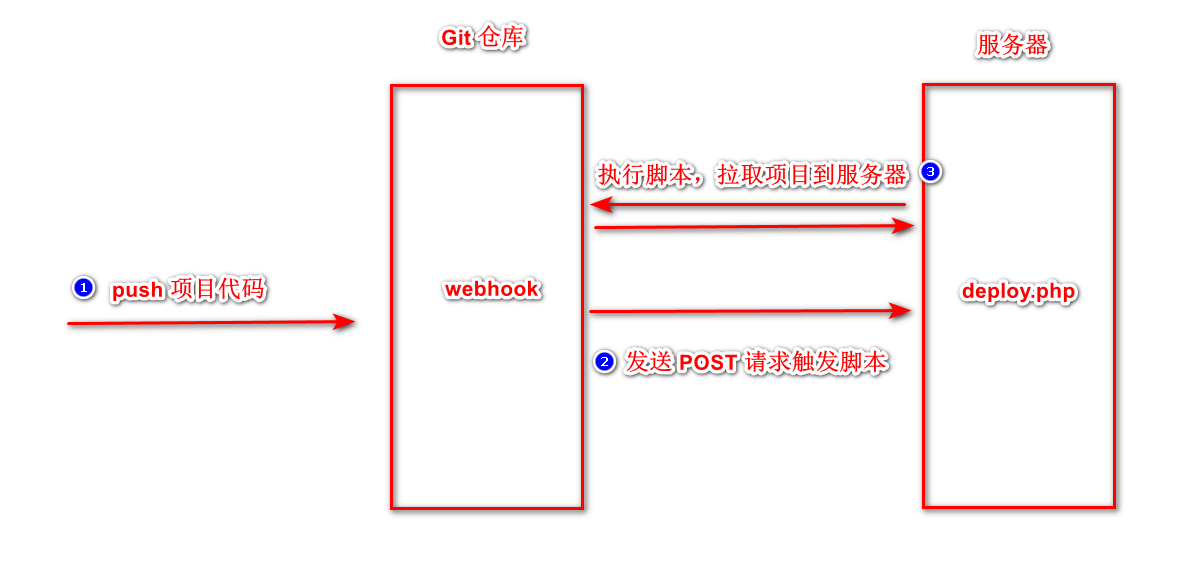 Git 仓库
服务器
执行脚本，拉取项目到服务器 3
1 push 项目代码
webhook
deploy.php
2 发送 POST 请求触发脚本